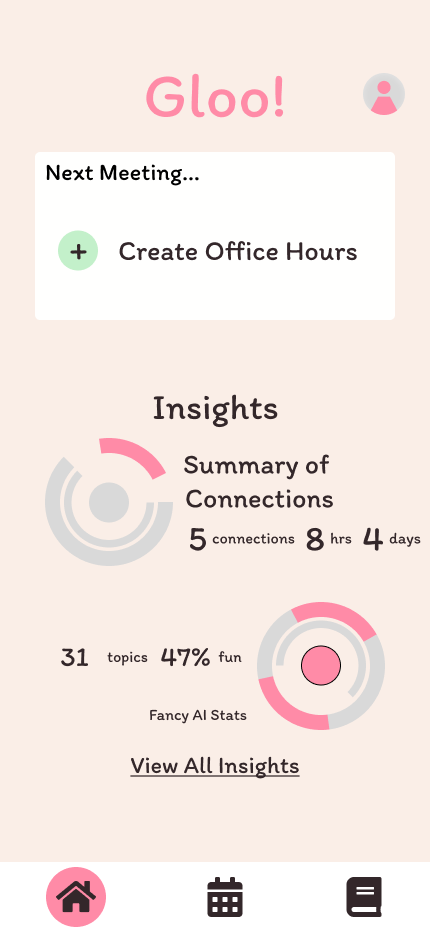 Gloo!
Next Meeting...
+ Create Office Hours
Insights
Summary of
Connections
5 connections 8 hrs 4 days
31 topics 47% fun
Fancy AI Stats
View All Insights